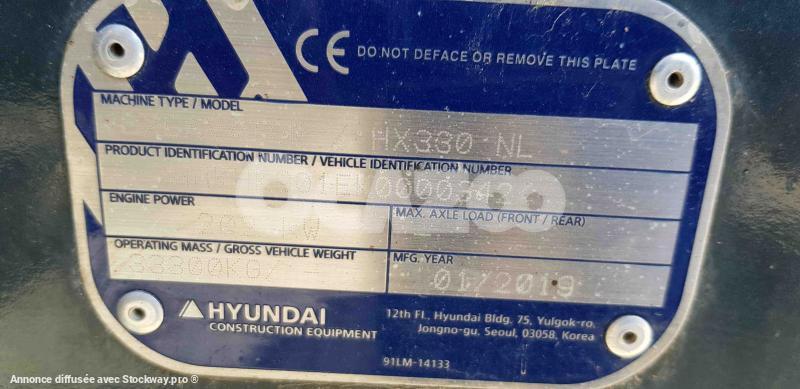 CE DO NOT DEFACE OR REMOVE THIS PLATE
MACHINE TYPE / MODEL
HX330 NL
PRODUCT IDENTIFICATION NUMBER / VEHICLE IDENTIFICATION NUMBER
ENGINE POWER
MAX. AXLE LOAD (FRONT / REAR)
KW
OPERATING MASS / GROSS VEHICLE WEIGHT
MFG. YEAR
33300KG
01/2019
HYUNDAI
CONSTRUCTION EQUIPMENT
12th Fl., Hyundai Bldg. 75, Yulgok-ro,
Jongno-gu, Seoul, 03058, Korea
91LM-14133
Annonce diffusée avec Stockway.pro ®